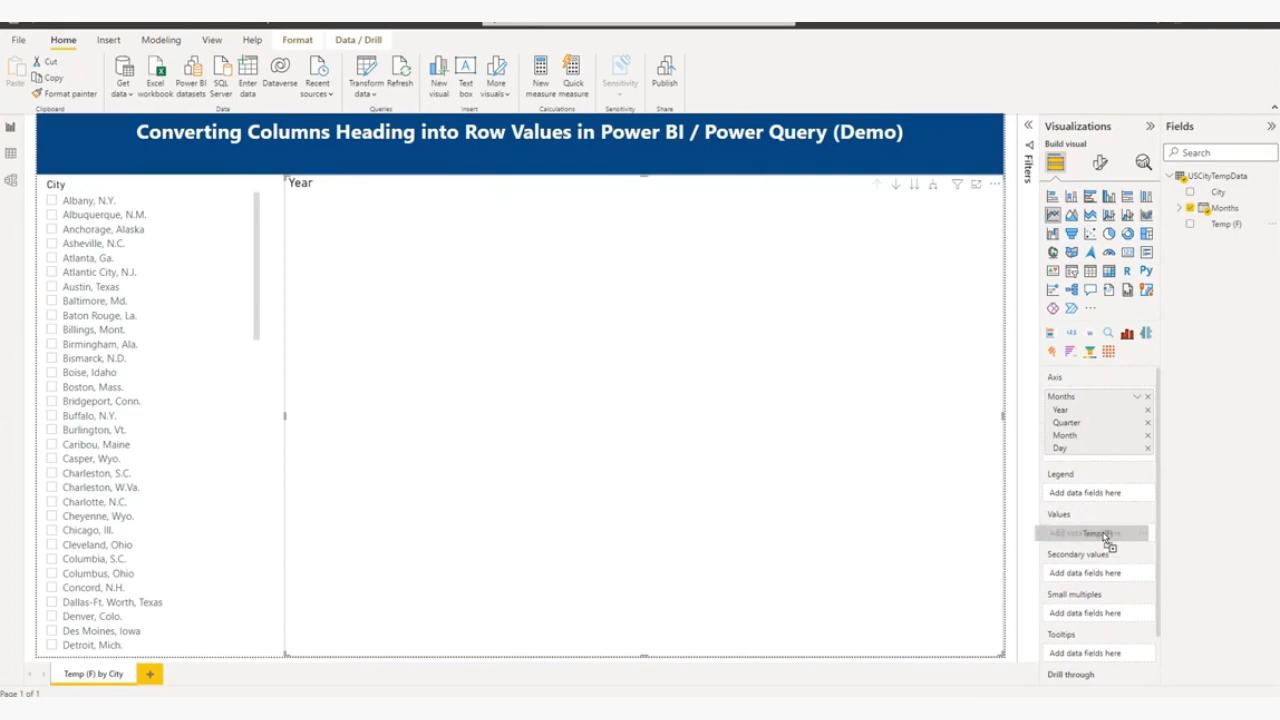 File Home Insert Modeling View Help Format Data / Drill
Paste
Cut
Copy
Format painter
Clipboard
Get data
Excel workbook
Power BI datasets
SQL Server
Enter data
Dataverse
Recent sources
Data
Transform data
Refresh
Queries
New visual
Text box
More visuals
Insert
New measure
Quick measure
Calculations
Sensitivity
Sensitivity
Publish
Share
Converting Columns Heading into Row Values in Power BI / Power Query (Demo)
City
Albany, N.Y.
Albuquerque, N.M.
Anchorage, Alaska
Asheville, N.C.
Atlanta, Ga.
Atlantic City, N.J.
Austin, Texas
Baltimore, Md.
Baton Rouge, La.
Billings, Mont.
Birmingham, Ala.
Bismarck, N.D.
Boise, Idaho
Boston, Mass.
Bridgeport, Conn.
Buffalo, N.Y.
Burlington, Vt.
Caribou, Maine
Casper, Wyo.
Charleston, S.C.
Charleston, W.Va.
Charlotte, N.C.
Cheyenne, Wyo.
Chicago, Ill.
Cleveland, Ohio
Columbia, S.C.
Columbus, Ohio
Concord, N.H.
Dallas-Ft. Worth, Texas
Denver, Colo.
Des Moines, Iowa
Detroit, Mich.
Year
Filters
Visualizations
Build visual
R
Py
123
Axis
Months
Year
Quarter
Month
Day
Legend
Add data fields here
Values
Temp (F)
Secondary values
Add data fields here
Small multiples
Add data fields here
Tooltips
Add data fields here
Drill through
Fields
Search
USCityTempData
City
Months
Temp (F)
Temp (F) by City
Page 1 of 1